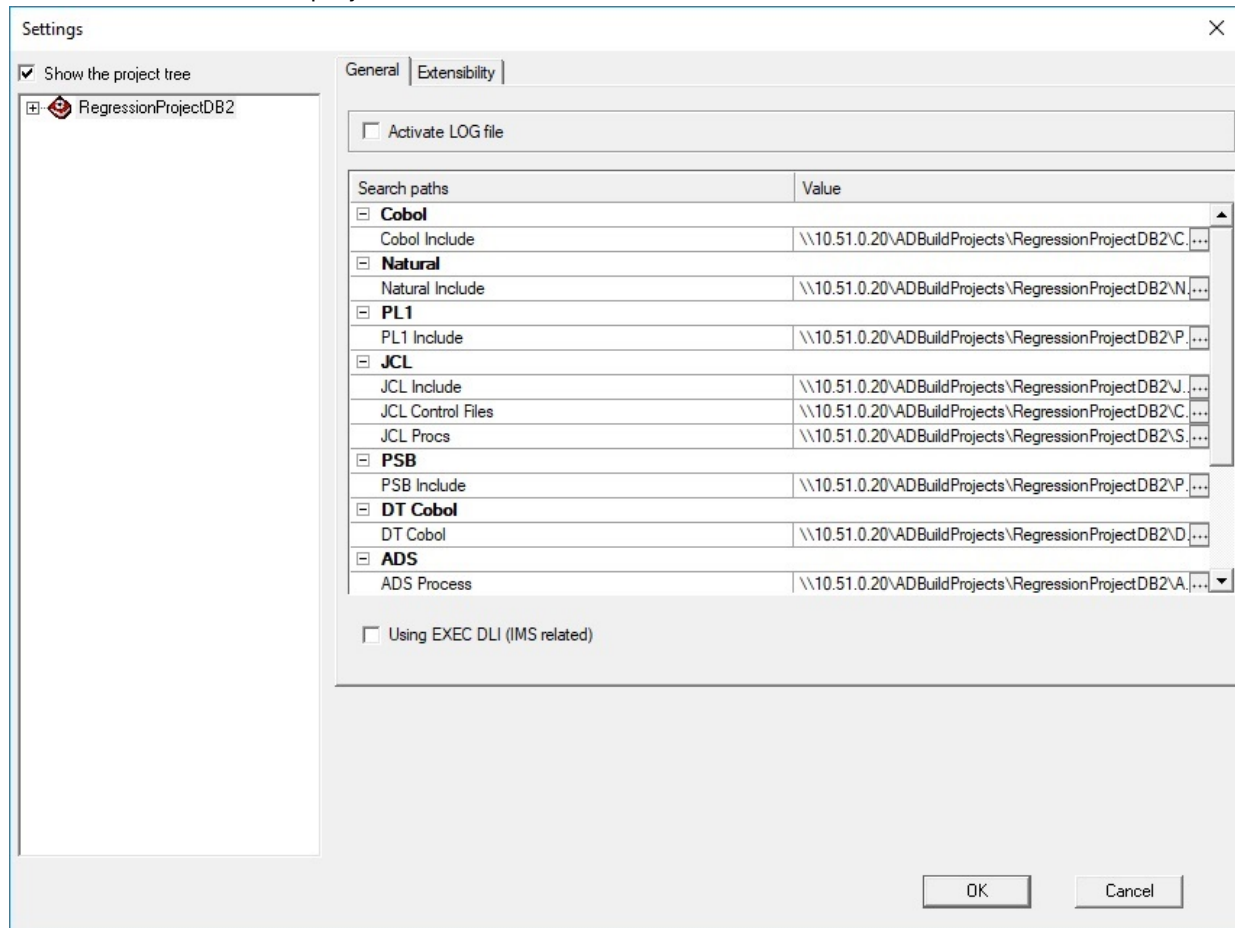 Settings
Show the project tree
RegressionProjectDB2
General Extensibility
Activate LOG file
Search paths Value
Cobol
Cobol Include \\10.51.0.20\ADBuildProjects\RegressionProjectDB2\C. ...
Natural
Natural Include \\10.51.0.20\ADBuildProjects\RegressionProjectDB2\N. ...
PL1
PL1 Include \\10.51.0.20\ADBuildProjects\RegressionProjectDB2\P. ...
JCL
JCL Include \\10.51.0.20\ADBuildProjects\RegressionProjectDB2\J.. ...
JCL Control Files \\10.51.0.20\ADBuildProjects\RegressionProjectDB2\C. ...
JCL Procs \\10.51.0.20\ADBuildProjects\RegressionProjectDB2\S. ...
PSB
PSB Include \\10.51.0.20\ADBuildProjects\RegressionProjectDB2\P. ...
DT Cobol
DT Cobol \\10.51.0.20\ADBuildProjects\RegressionProjectDB2\D. ...
ADS
ADS Process \\10.51.0.20\ADBuildProjects\RegressionProjectDB2\A. ...
Using EXEC DLI (IMS related)
OK Cancel